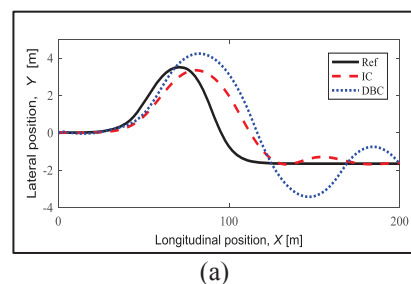 4
2
0
-2
-4
Lateral position, Y [m]
Ref
IC
DBC
0
100
200
Longitudinal position, X [m]
(a)